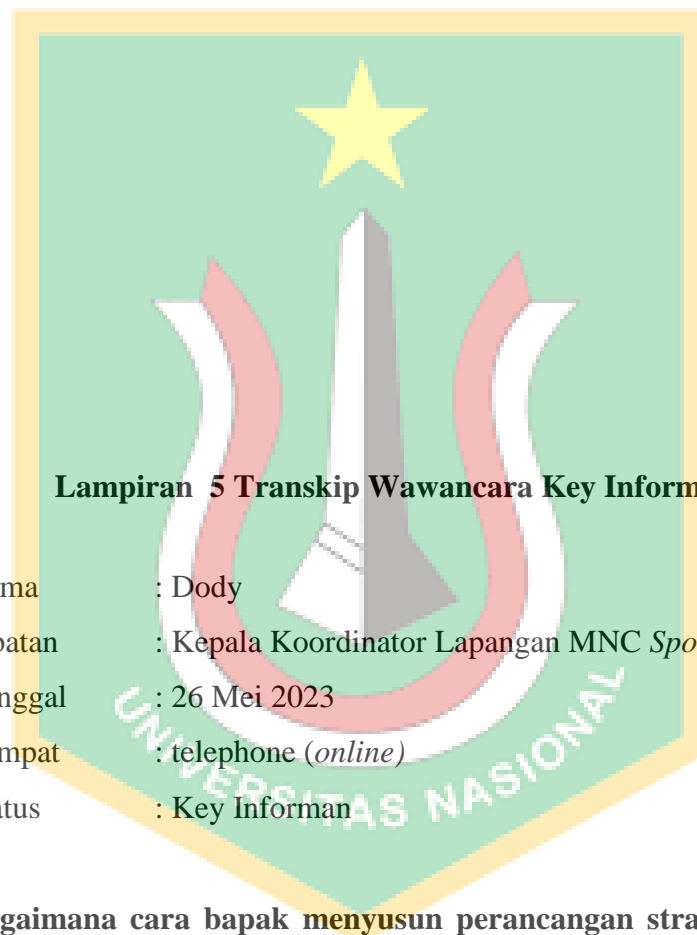 Lampiran 5 Transkip Wawancara Key Inform
ma : Dody
patan : Kepala Koordinator Lapangan MNC Spo
nggal : 26 Mei 2023
mpat : telephone (online)
atus : Key Informan
UNIVERSITAS NASIONAL
gaimana cara bapak menyusun perancangan stra